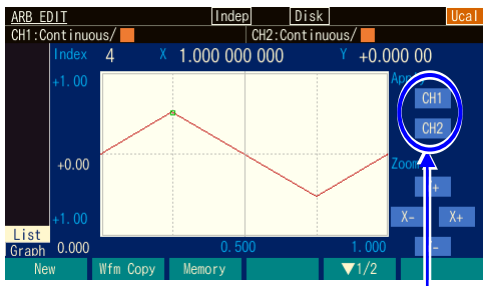 ARB EDIT Indep Disk Ucal
CH1:Continuous/ CH2:Continuous/
Index 4 X 1.000 000 000 Y +0.000 00
+1.00 Apply
CH1
CH2
+0.00 Zoom
+
X- X+
+1.00
List
Graph 0.000 0.500 1.000 -
New Wfm Copy Memory ▼1/2